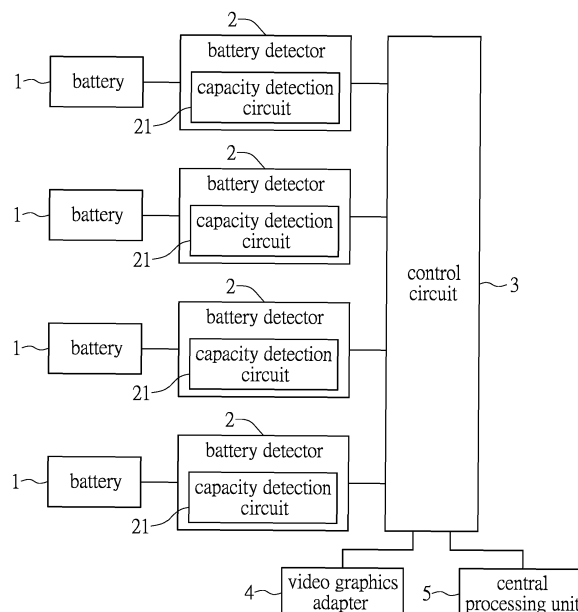 2
battery detector
1
battery
capacity detection
circuit
21
2
battery detector
1
battery
capacity detection
circuit
21
control
circuit
3
2
battery detector
1
battery
capacity detection
circuit
21
2
battery detector
1
battery
capacity detection
circuit
21
4
video graphics
adapter
5
central
processing unit